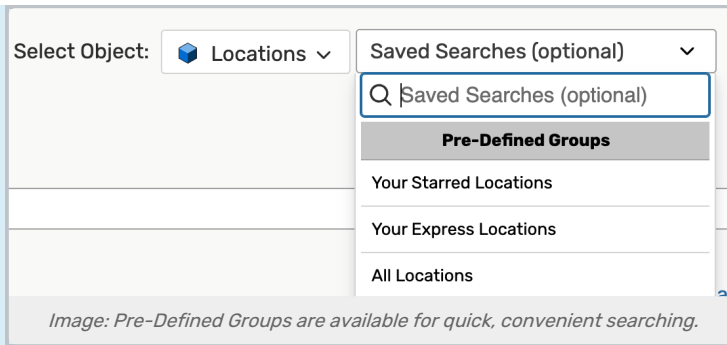 Select Object: Locations Saved Searches (optional)
Saved Searches (optional)
Pre-Defined Groups
Your Starred Locations
Your Express Locations
All Locations
a
Image: Pre-Defined Groups are available for quick, convenient searching.